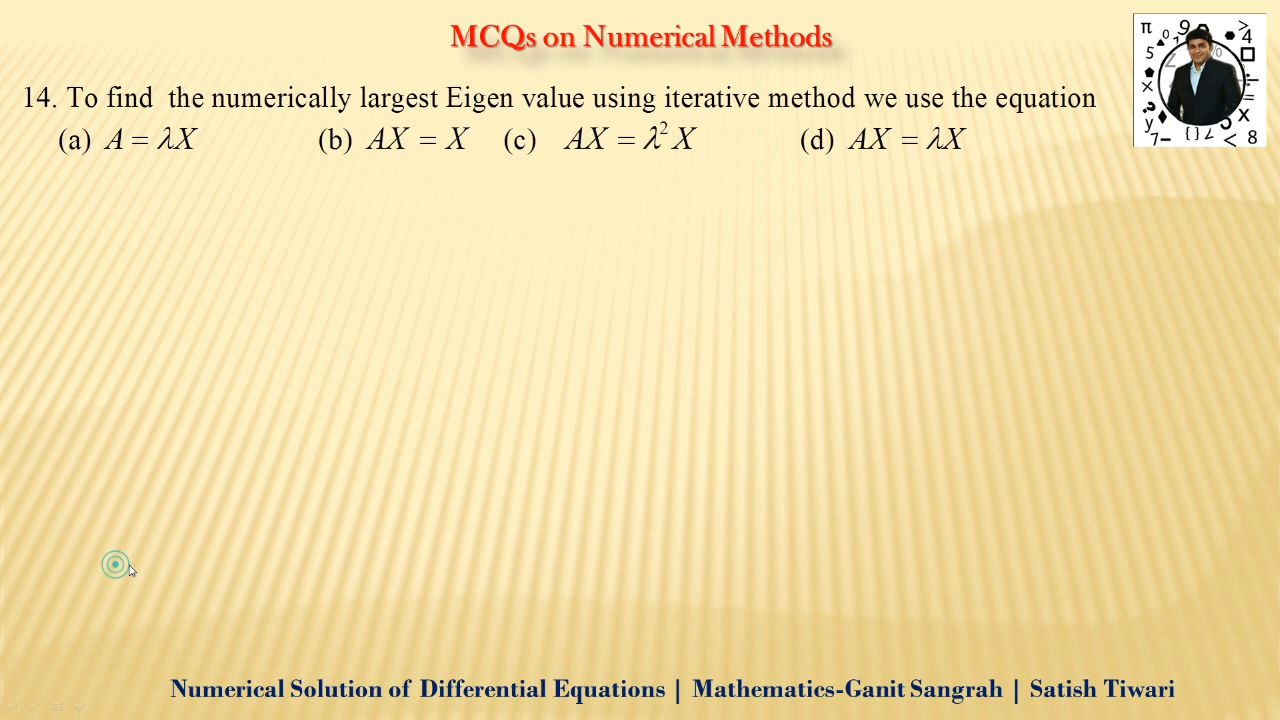 MCQs on Numerical Methods
14. To find the numerically largest Eigen value using iterative method we use the equation
(a) A = λX (b) AX = X (c) AX = λ² X (d) AX = λX
Numerical Solution of Differential Equations | Mathematics-Ganit Sangrah | Satish Tiwari